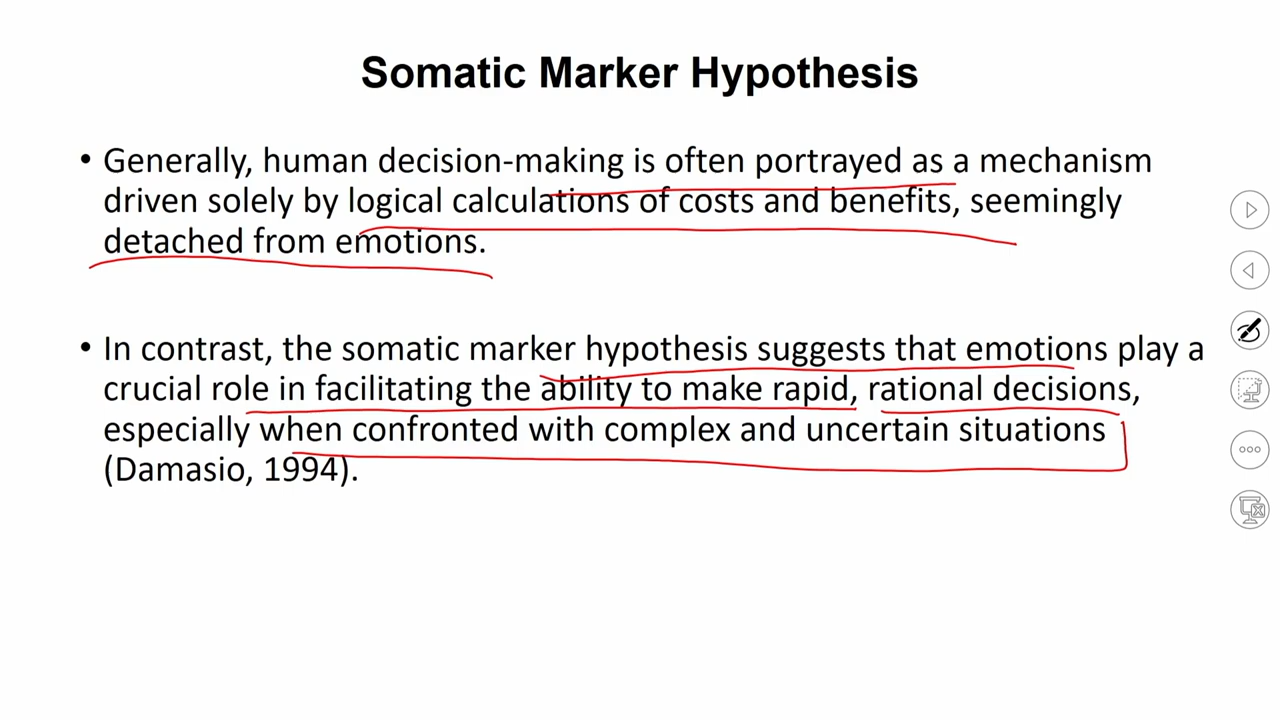 Somatic Marker Hypothesis
• Generally, human decision-making is often portrayed as a mechanism
driven solely by logical calculations of costs and benefits, seemingly
detached from emotions.
• In contrast, the somatic marker hypothesis suggests that emotions play a
crucial role in facilitating the ability to make rapid, rational decisions,
especially when confronted with complex and uncertain situations
(Damasio, 1994).